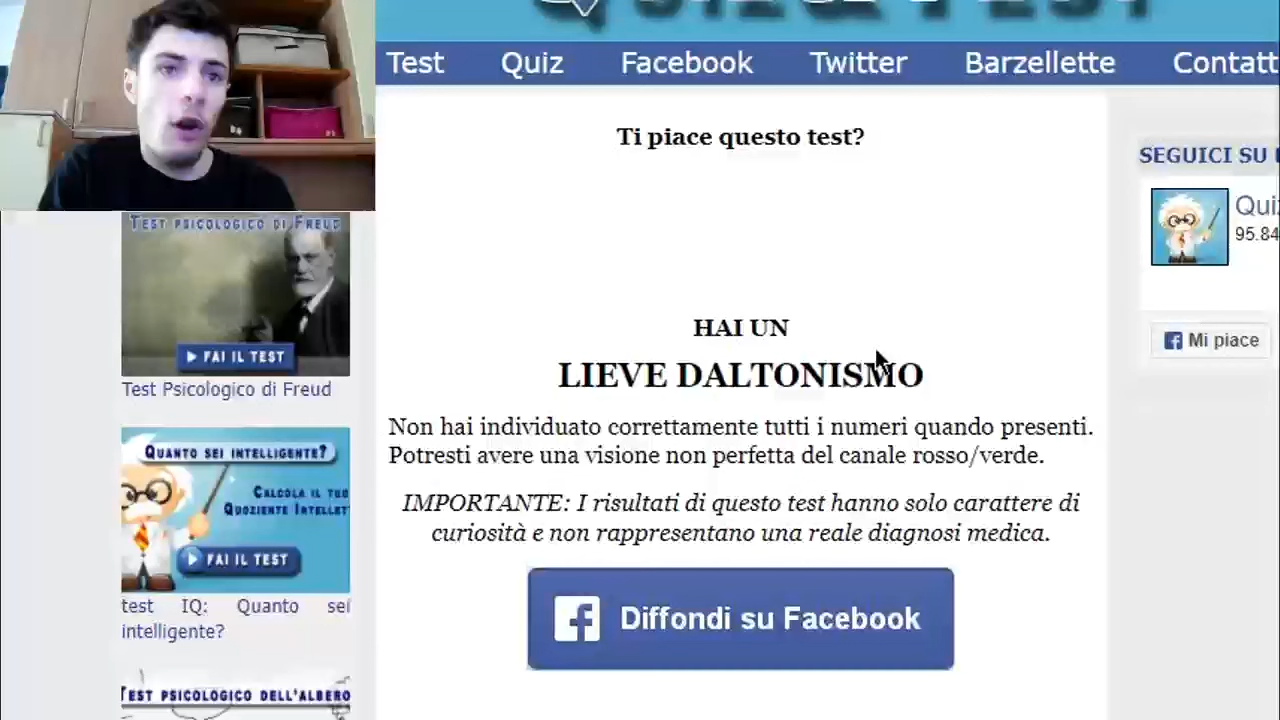 QUIZ & TEST
Test Quiz Facebook Twitter Barzellette Contatt
Ti piace questo test?
SEGUICI SU
Qui
95.84
Mi piace
TEST PSICOLOGICO DI FREUD
FAI IL TEST
Test Psicologico di Freud
QUANTO SEI INTELLIGENTE?
CALCOLA IL TUO
QUOZIENTE INTELLET
FAI IL TEST
test IQ: Quanto sei
intelligente?
TEST PSICOLOGICO DELL'ALBERO
HAI UN
LIEVE DALTONISMO
Non hai individuato correttamente tutti i numeri quando presenti.
Potresti avere una visione non perfetta del canale rosso/verde.
IMPORTANTE: I risultati di questo test hanno solo carattere di
curiosità e non rappresentano una reale diagnosi medica.
Diffondi su Facebook